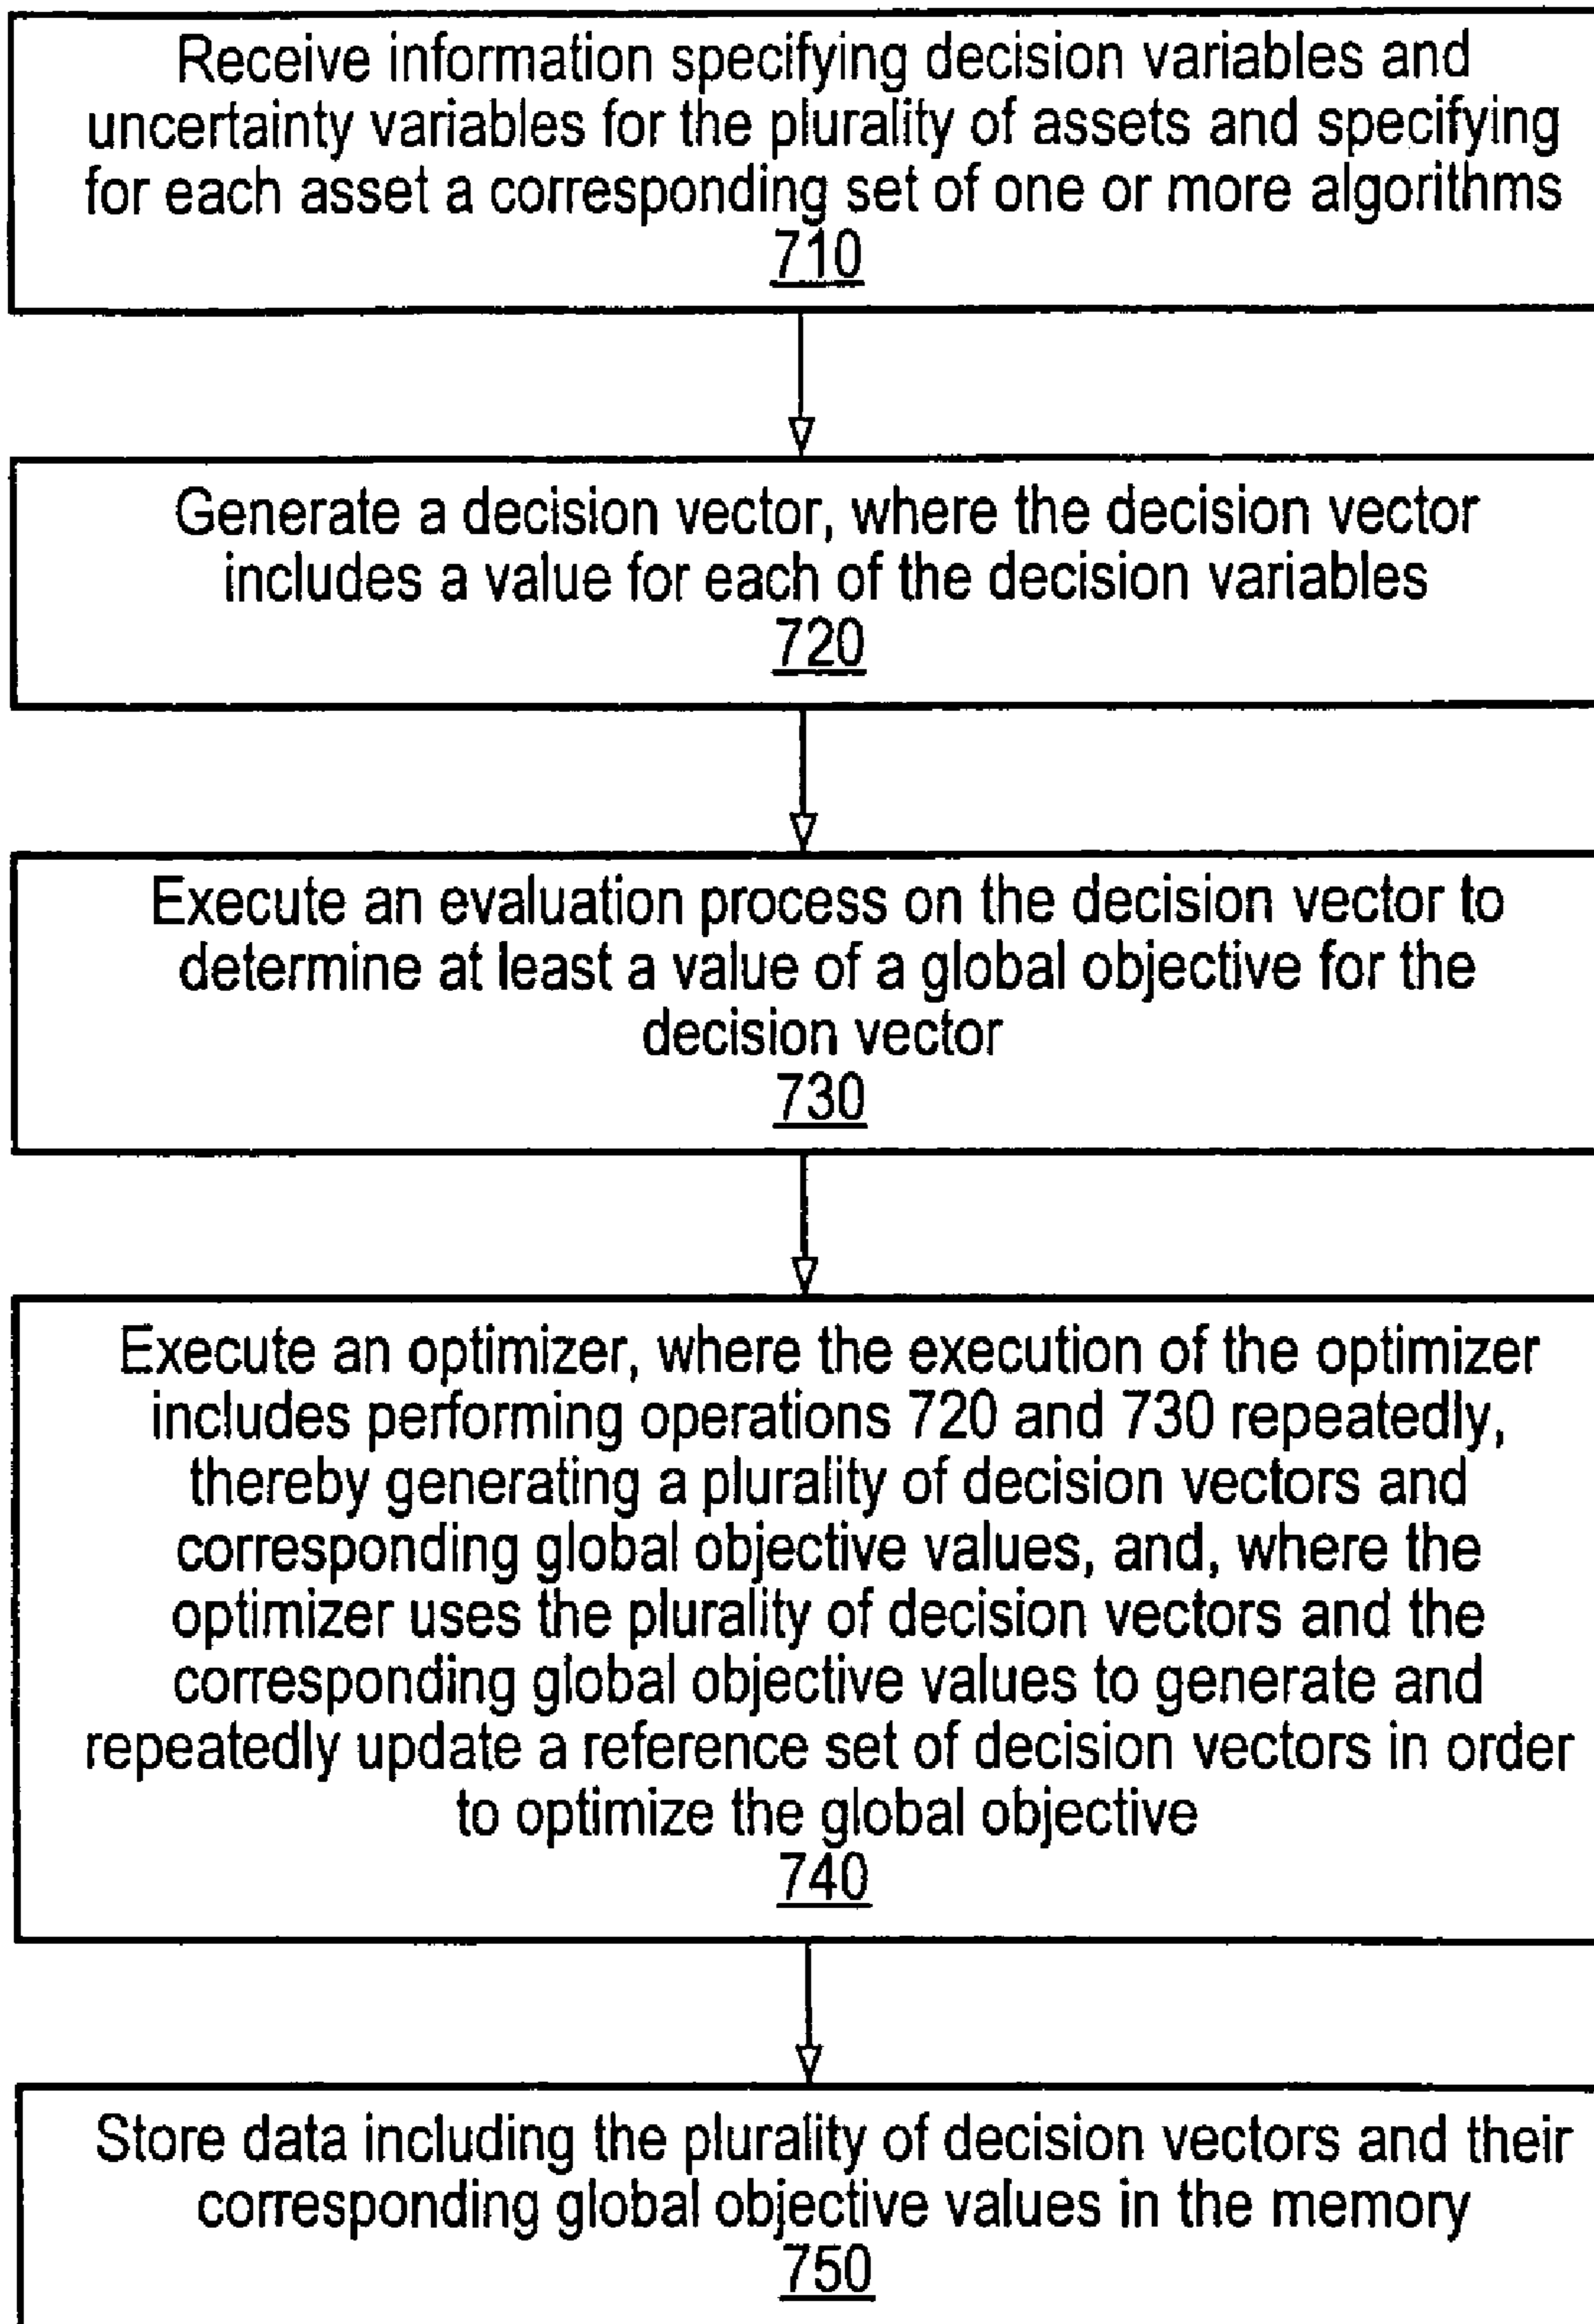 Receive information specifying decision variables and
uncertainty variables for the plurality of assets and specifying
for each asset a corresponding set of one or more algorithms
710
Generate a decision vector, where the decision vector
includes a value for each of the decision variables
720
Execute an evaluation process on the decision vector to
determine at least a value of a global objective for the
decision vector
730
Execute an optimizer, where the execution of the optimizer
includes performing operations 720 and 730 repeatedly,
thereby generating a plurality of decision vectors and
corresponding global objective values, and, where the
optimizer uses the plurality of decision vectors and the
corresponding global objective values to generate and
repeatedly update a reference set of decision vectors in order
to optimize the global objective
740
Store data including the plurality of decision vectors and their
corresponding global objective values in the memory
750